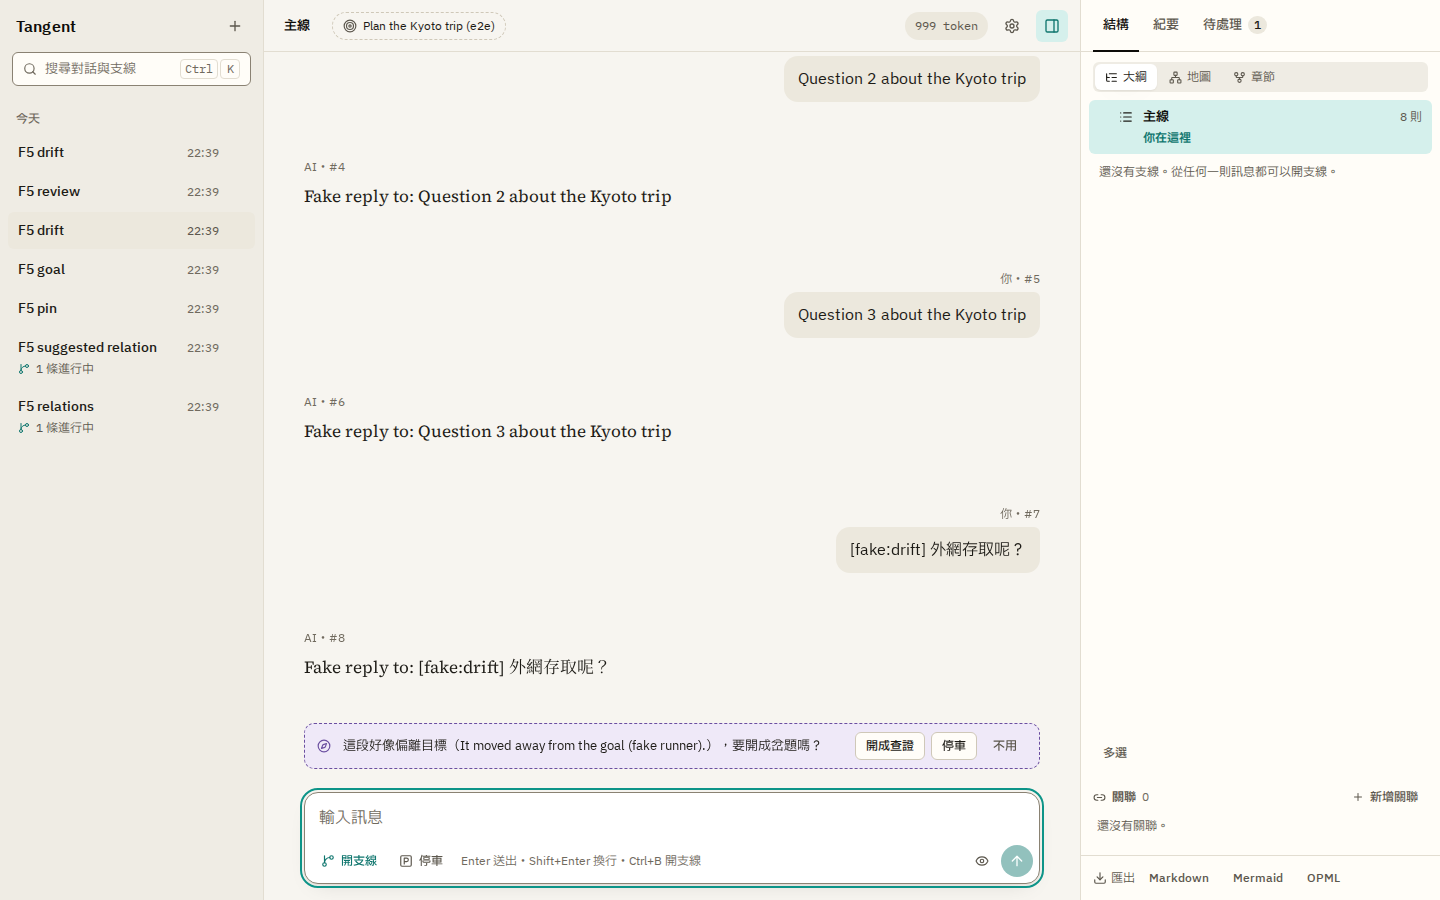 Tangent
搜尋對話與支線 Ctrl K
今天
F5 drift 22:39
F5 review 22:39
F5 drift 22:39
F5 goal 22:39
F5 pin 22:39
F5 suggested relation 22:39
1 條進行中
F5 relations 22:39
1 條進行中
主線 Plan the Kyoto trip (e2e) 999 token
Question 2 about the Kyoto trip
AI • #4
Fake reply to: Question 2 about the Kyoto trip
你 • #5
Question 3 about the Kyoto trip
AI • #6
Fake reply to: Question 3 about the Kyoto trip
你 • #7
[fake:drift] 外網存取呢？
AI • #8
Fake reply to: [fake:drift] 外網存取呢？
這段好像偏離目標（It moved away from the goal (fake runner).），要開成岔題嗎？ 開成查證 停車 不用
輸入訊息
開支線 停車 Enter 送出・Shift+Enter 換行・Ctrl+B 開支線
結構 紀要 待處理 1
大綱 地圖 章節
主線 8 則
你在這裡
還沒有支線。從任何一則訊息都可以開支線。
多選
關聯 0 新增關聯
還沒有關聯。
匯出 Markdown Mermaid OPML